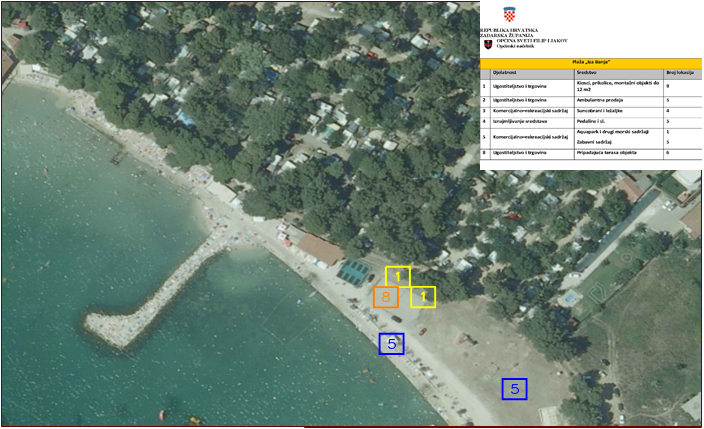 REPUBLIKA HRVATSKA
ZADARSKA ŽUPANIJA
OPĆINA SVETI FILIP I JAKOV
Općinski načelnik
Plaža „Iza Banja“
Djelatnost Sredstvo Broj lokacija
1 Ugostiteljstvo i trgovina Kiosci, prikolice, montažni objekti do 12 m2 9
2 Ugostiteljstvo i trgovina Ambulantna prodaja 5
3 Komercijalno-rekreacijski sadržaj Suncobrani i ležaljke 4
4 Iznajmljivanje sredstava Pedaline i sl. 5
5 Komercijalno-rekreacijski sadržaj Aquapark i drugi morski sadržaji 1
Zabavni sadržaj 5
8 Ugostiteljstvo i trgovina Pripadajuća terasa objekta 6
1
8 1
5
5